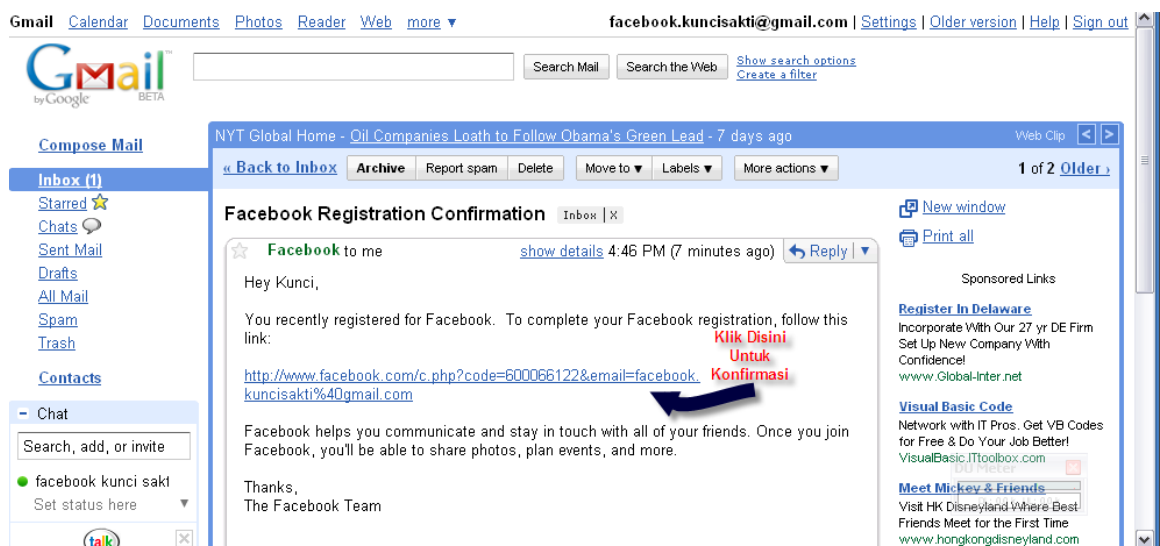 Gmail Calendar Documents Photos Reader Web more ▼ facebook.kuncisakti@gmail.com | Settings | Older version | Help | Sign out
Gmail™
by Google BETA
Search Mail Search the Web Show search options
Create a filter
Compose Mail
Inbox (1)
Starred
Chats
Sent Mail
Drafts
All Mail
Spam
Trash
Contacts
− Chat
Search, add, or invite
facebook kunci sakt
Set status here ▼
talk
NYT Global Home - Oil Companies Loath to Follow Obama's Green Lead - 7 days ago Web Clip < >
« Back to Inbox Archive Report spam Delete Move to ▼ Labels ▼ More actions ▼ 1 of 2 Older ›
Facebook Registration Confirmation Inbox | X
Facebook to me show details 4:46 PM (7 minutes ago) Reply ▼
Hey Kunci,
You recently registered for Facebook. To complete your Facebook registration, follow this
link:
Klik Disini
Untuk
Konfirmasi
http://www.facebook.com/c.php?code=600066122&email=facebook.
kuncisakti%40gmail.com
Facebook helps you communicate and stay in touch with all of your friends. Once you join
Facebook, you'll be able to share photos, plan events, and more.
Thanks,
The Facebook Team
New window
Print all
Sponsored Links
Register In Delaware
Incorporate With Our 27 yr DE Firm
Set Up New Company With
Confidence!
www.Global-Inter.net
Visual Basic Code
Network with IT Pros. Get VB Codes
for Free & Do Your Job Better!
VisualBasic.ITtoolbox.com
DU Meter
Meet Mickey & Friends
Visit HK Disneyland Where Best
Friends Meet for the First Time
www.hongkongdisneyland.com